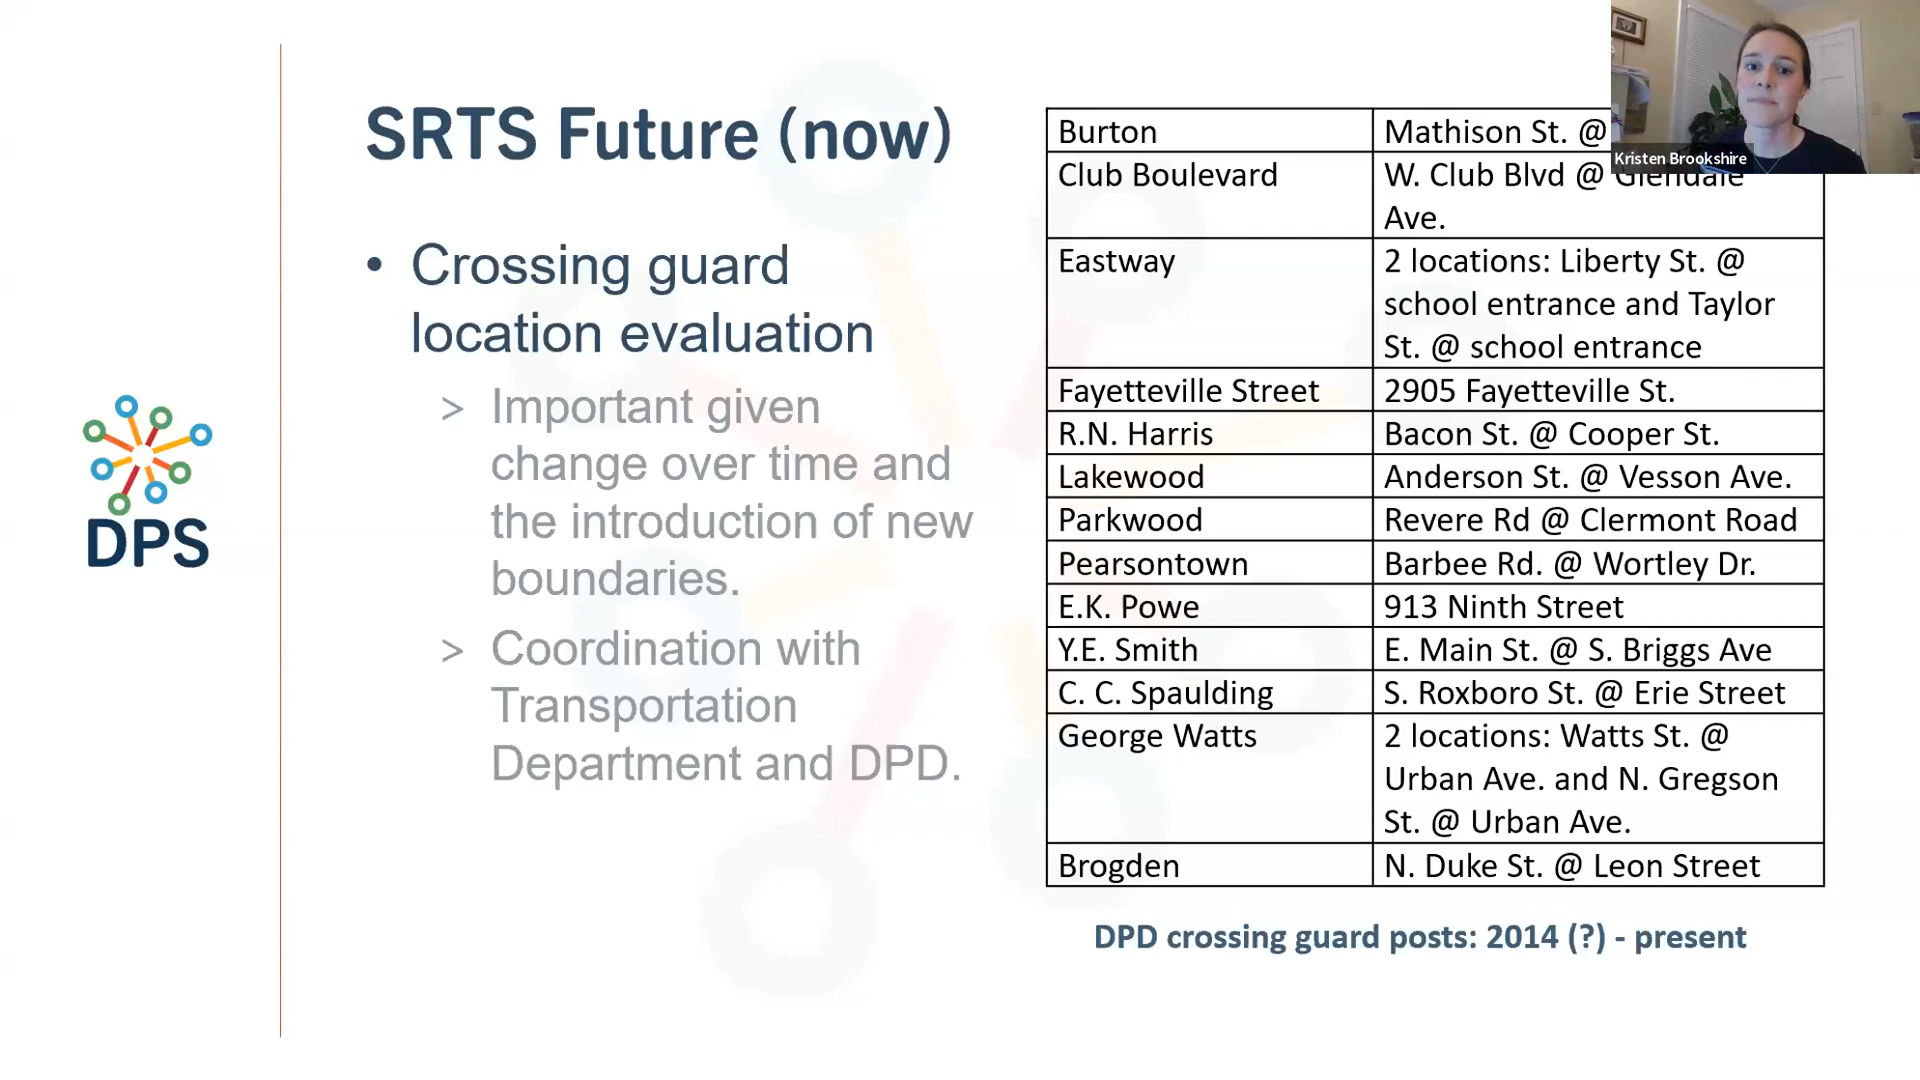 SRTS Future (now)
• Crossing guard
location evaluation
> Important given
change over time and
the introduction of new
boundaries.
> Coordination with
Transportation
Department and DPD.
DPS
Burton Mathison St. @
Club Boulevard W. Club Blvd @ Glendale
Ave.
Eastway 2 locations: Liberty St. @
school entrance and Taylor
St. @ school entrance
Fayetteville Street 2905 Fayetteville St.
R.N. Harris Bacon St. @ Cooper St.
Lakewood Anderson St. @ Vesson Ave.
Parkwood Revere Rd @ Clermont Road
Pearsontown Barbee Rd. @ Wortley Dr.
E.K. Powe 913 Ninth Street
Y.E. Smith E. Main St. @ S. Briggs Ave
C. C. Spaulding S. Roxboro St. @ Erie Street
George Watts 2 locations: Watts St. @
Urban Ave. and N. Gregson
St. @ Urban Ave.
Brogden N. Duke St. @ Leon Street
DPD crossing guard posts: 2014 (?) - present
Kristen Brookshire